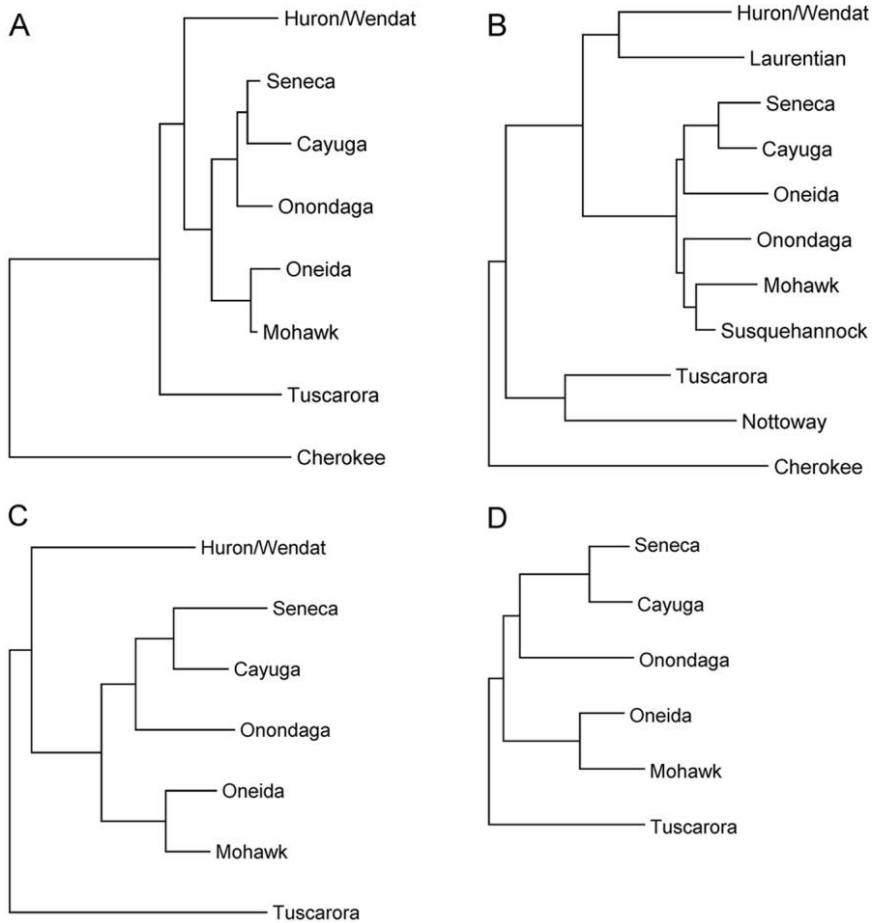 A
Huron/Wendat
Seneca
Cayuga
Onondaga
Oneida
Mohawk
Tuscarora
Cherokee
B
Huron/Wendat
Laurentian
Seneca
Cayuga
Oneida
Onondaga
Mohawk
Susquehannock
Tuscarora
Nottoway
Cherokee
C
Huron/Wendat
Seneca
Cayuga
Onondaga
Oneida
Mohawk
Tuscarora
D
Seneca
Cayuga
Onondaga
Oneida
Mohawk
Tuscarora